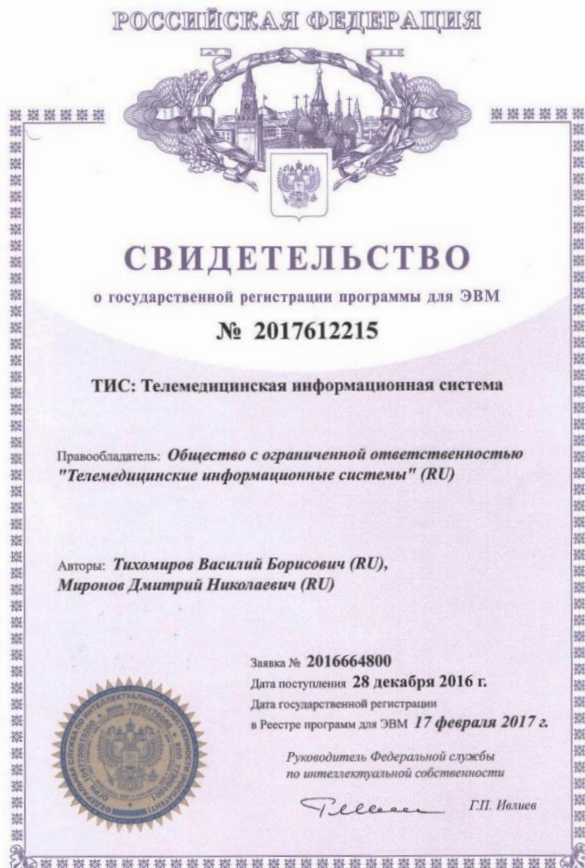 РОССИЙСКАЯ ФЕДЕРАЦИЯ
СВИДЕТЕЛЬСТВО
о государственной регистрации программы для ЭВМ
№ 2017612215
ТИС: Телемедицинская информационная система
Правообладатель: Общество с ограниченной ответственностью
"Телемедицинские информационные системы" (RU)
Авторы: Тихомиров Василий Борисович (RU),
Миронов Дмитрий Николаевич (RU)
Заявка № 2016664800
Дата поступления 28 декабря 2016 г.
Дата государственной регистрации
в Реестре программ для ЭВМ 17 февраля 2017 г.
Руководитель Федеральной службы
по интеллектуальной собственности
Г.П. Ивлиев